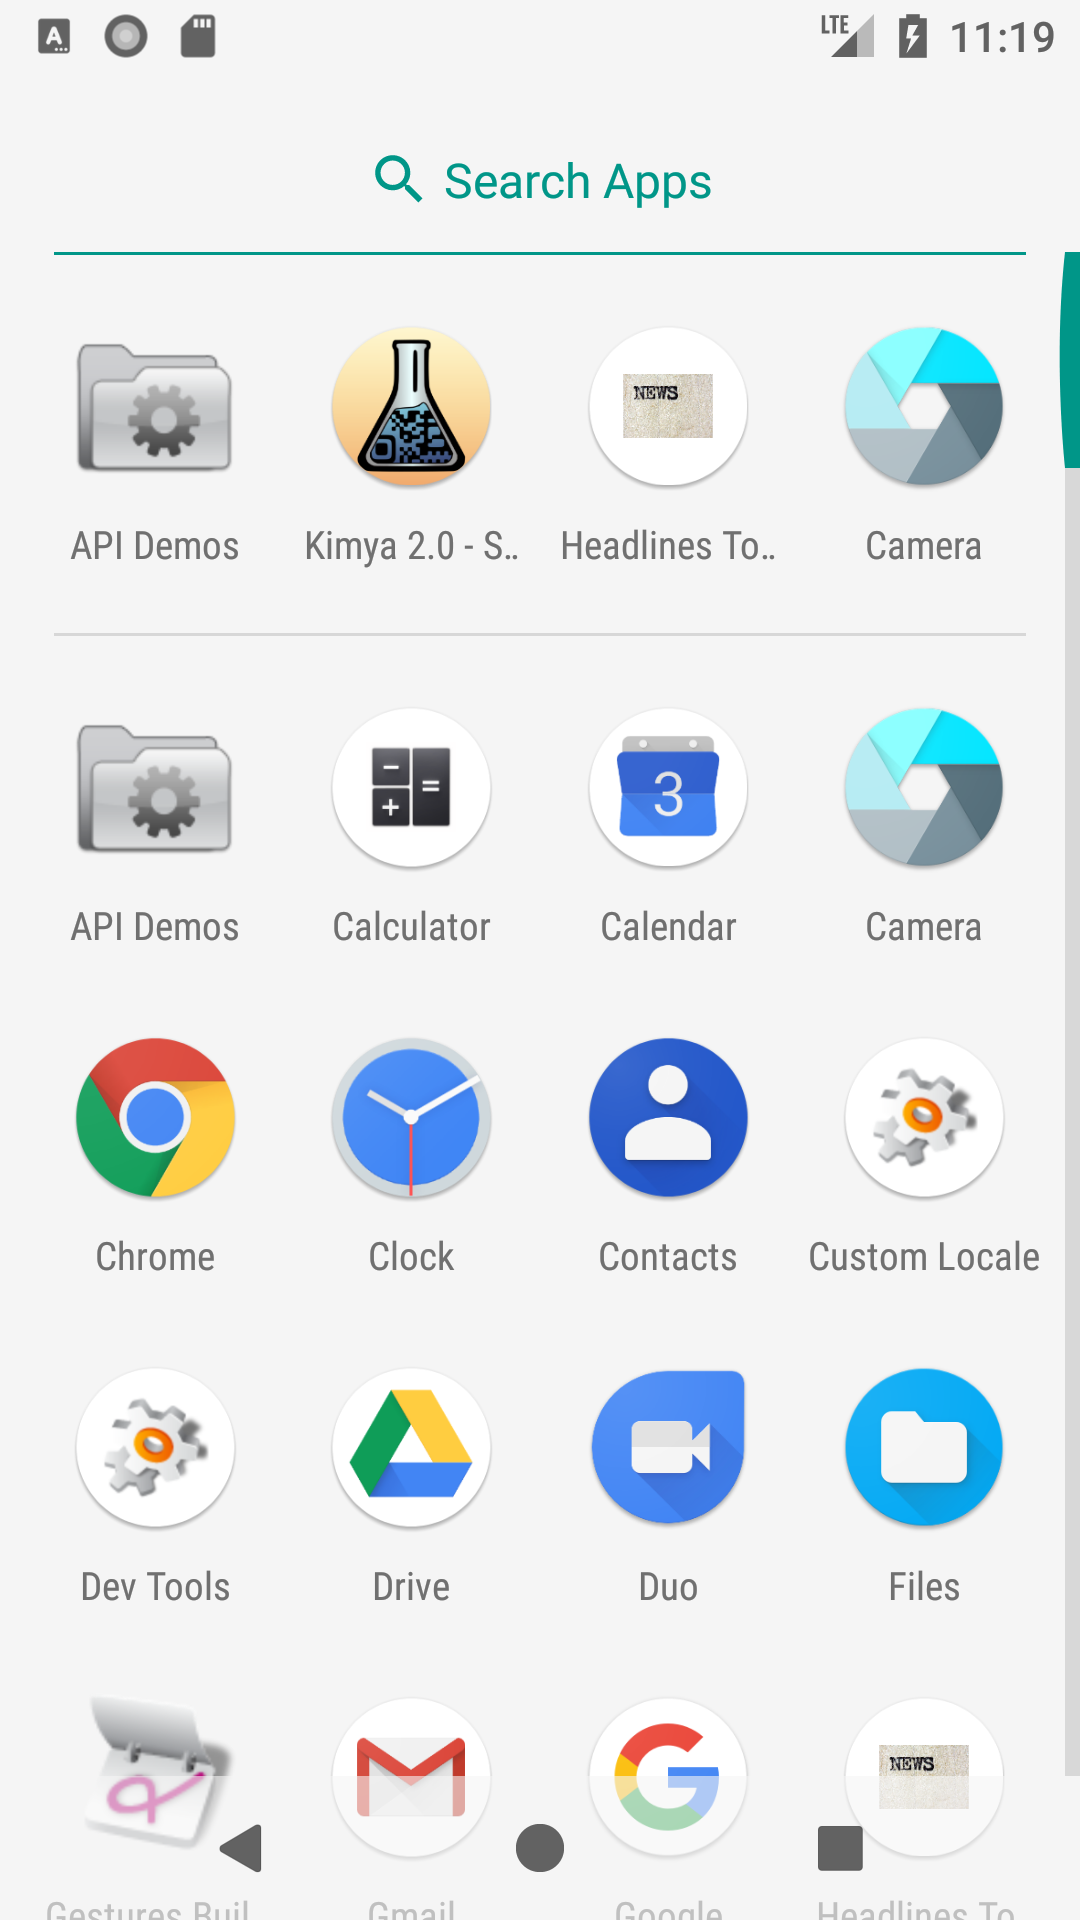 LTE 11:19
Search Apps
NEWS
API Demos Kimya 2.0 - S... Headlines To... Camera
3
API Demos Calculator Calendar Camera
Chrome Clock Contacts Custom Locale
Dev Tools Drive Duo Files
NEWS
Gestures Buil Gmail Google Headlines To